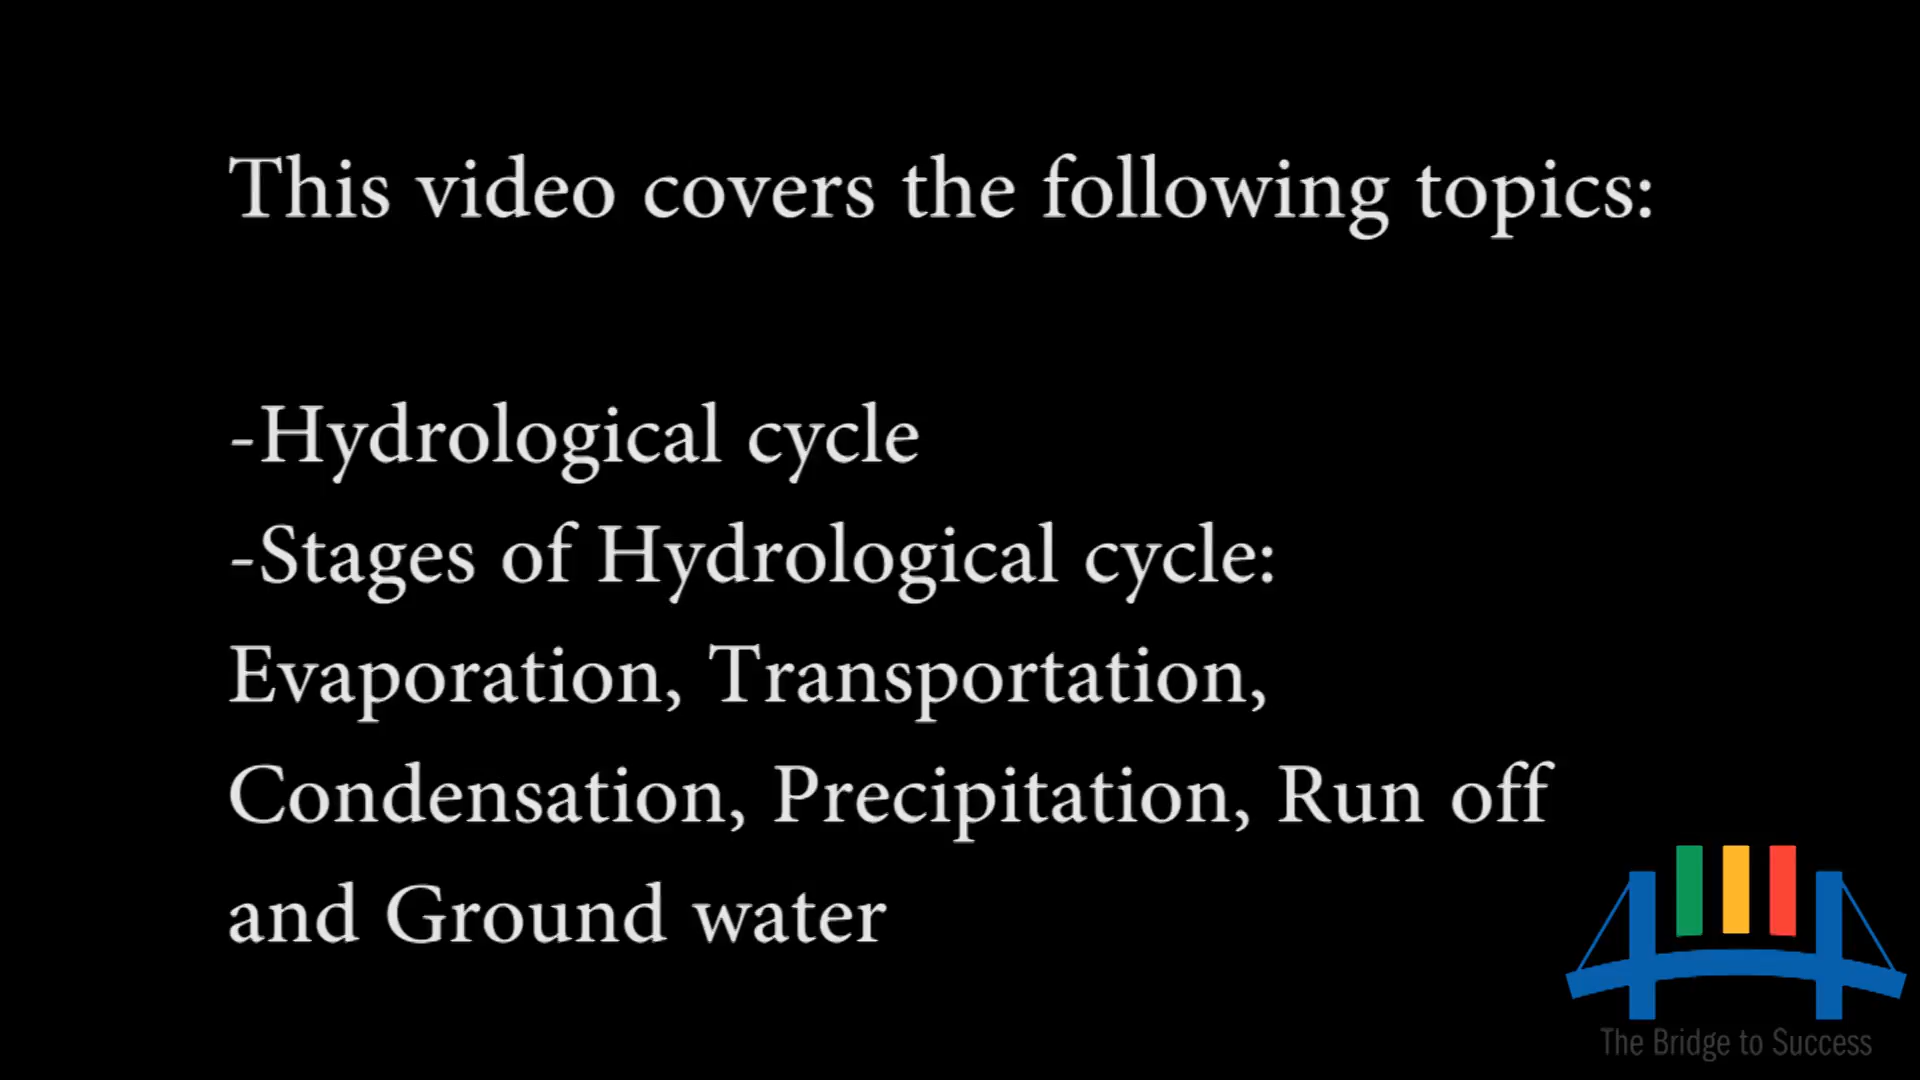 This video covers the following topics:
-Hydrological cycle
-Stages of Hydrological cycle:
Evaporation, Transportation,
Condensation, Precipitation, Run off
and Ground water
The Bridge to Success